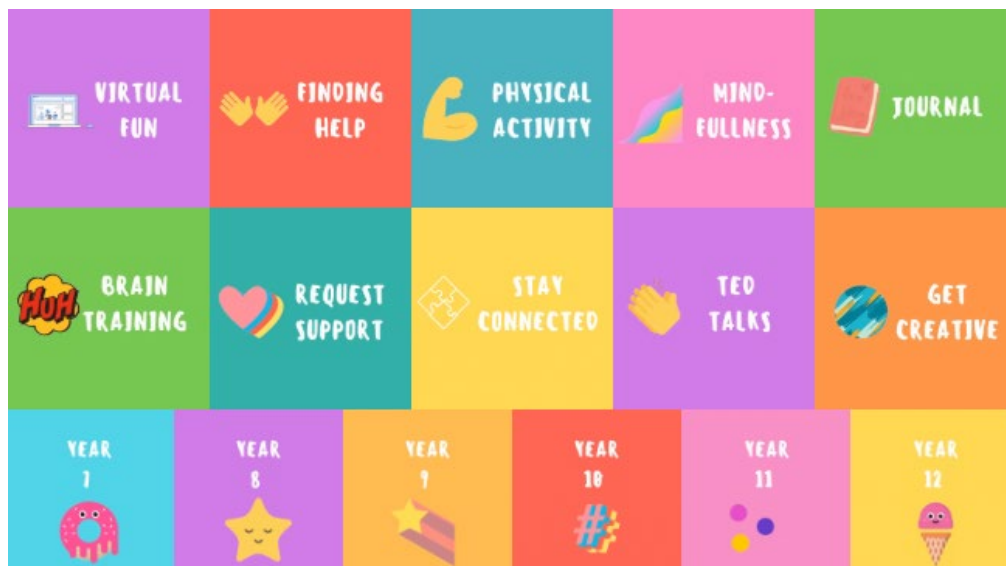 VIRTUAL
FUN
FINDING
HELP
PHYSICAL
ACTIVITY
MIND-
FULLNESS
JOURNAL
HUH
BRAIN
TRAINING
REQUEST
SUPPORT
STAY
CONNECTED
TED
TALKS
GET
CREATIVE
YEAR
7
YEAR
8
YEAR
9
YEAR
10
#
YEAR
11
YEAR
12